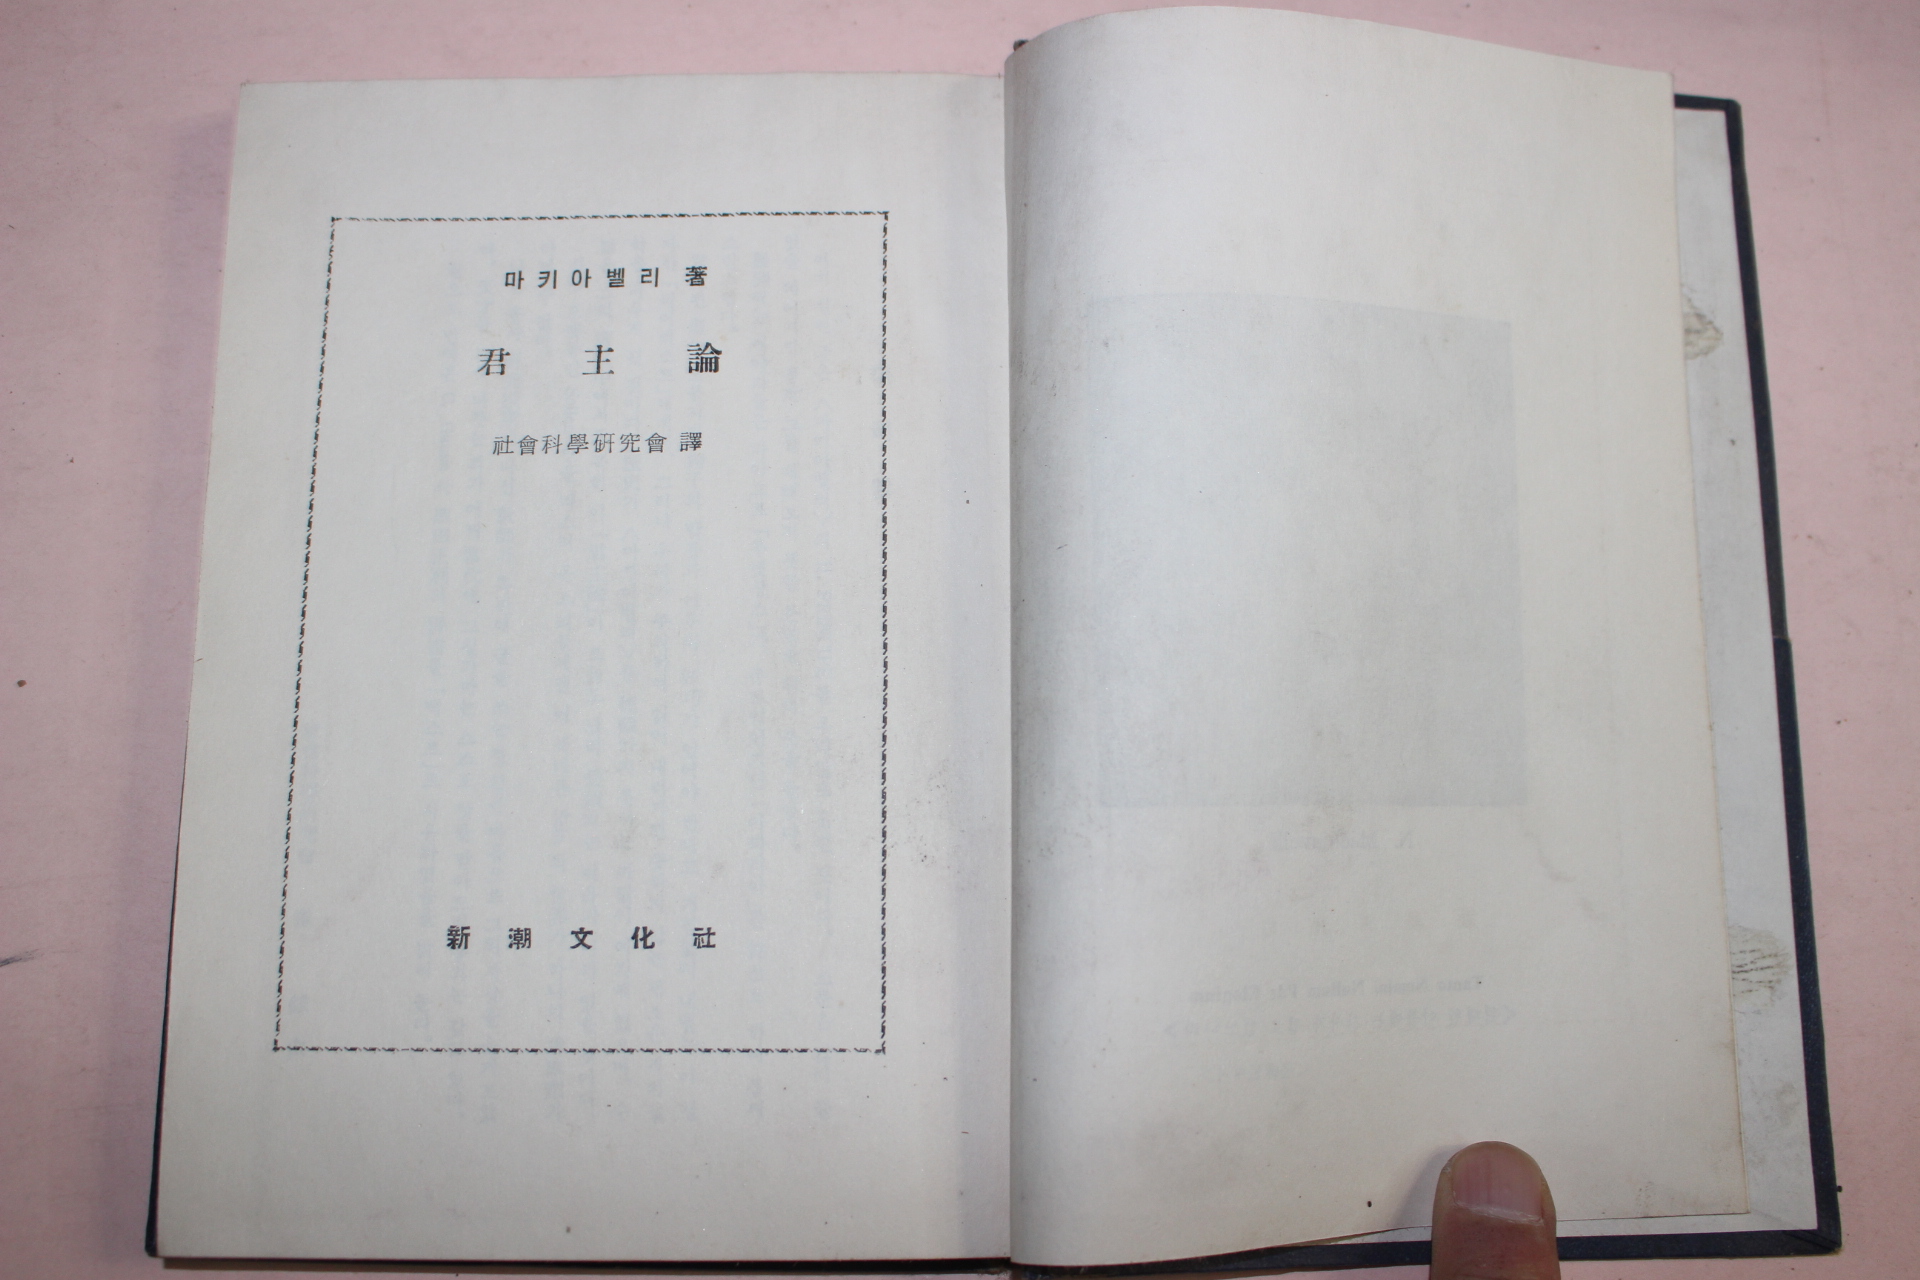 마키아벨리 著
君主論
社會科學硏究會 譯
新潮文化社